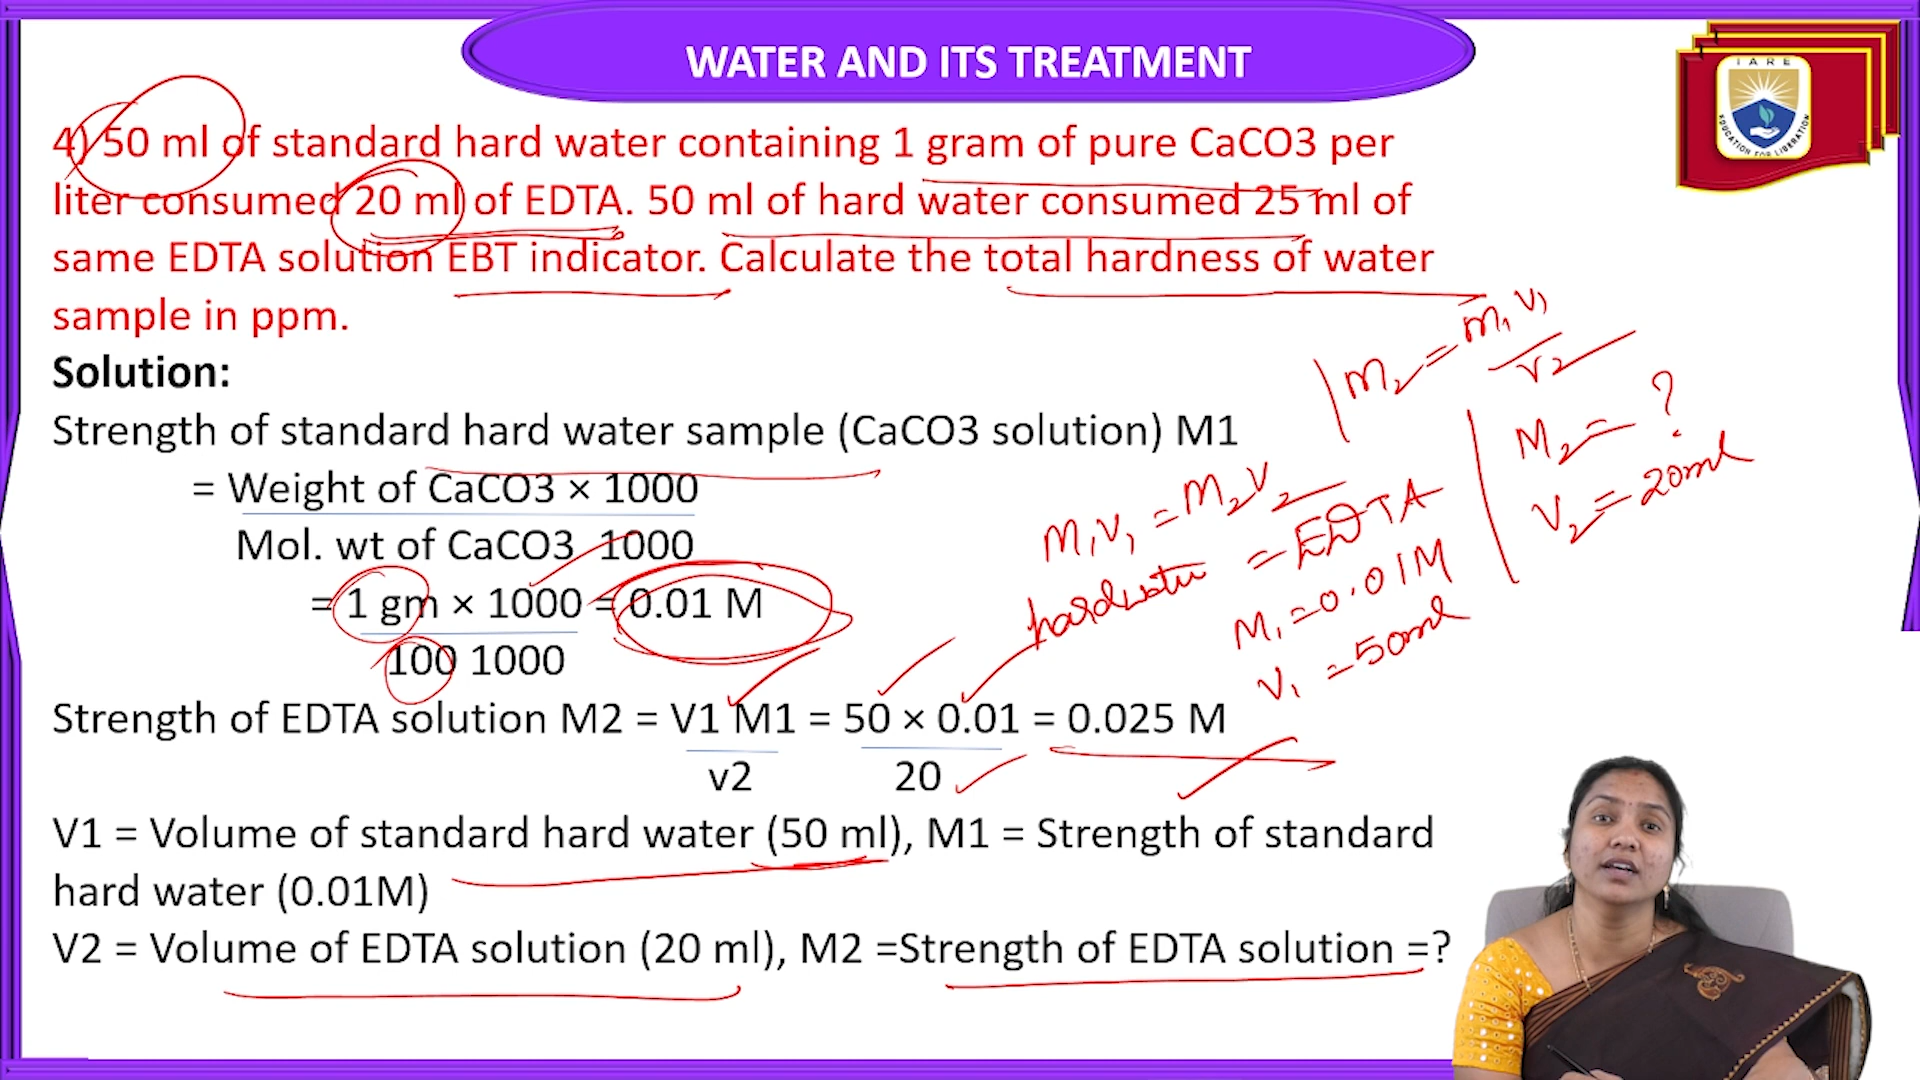 WATER AND ITS TREATMENT
IARE
EDUCATION FOR LIBERATION
4) 50 ml of standard hard water containing 1 gram of pure CaCO3 per
liter consumed 20 ml of EDTA. 50 ml of hard water consumed 25 ml of
same EDTA solution EBT indicator. Calculate the total hardness of water
sample in ppm.
Solution:
Strength of standard hard water sample (CaCO3 solution) M1
= Weight of CaCO3 × 1000
Mol. wt of CaCO3 1000
= 1 gm × 1000 = 0.01 M
100 1000
Strength of EDTA solution M2 = V1 M1 = 50 × 0.01 = 0.025 M
v2 20
V1 = Volume of standard hard water (50 ml), M1 = Strength of standard
hard water (0.01M)
V2 = Volume of EDTA solution (20 ml), M2 =Strength of EDTA solution =?
M1V1 = M2V2
hardwater = EDTA
M1 = 0.01M
V1 = 50ml
M2 = M1V1
V2
M2 = ?
V2 = 20ml